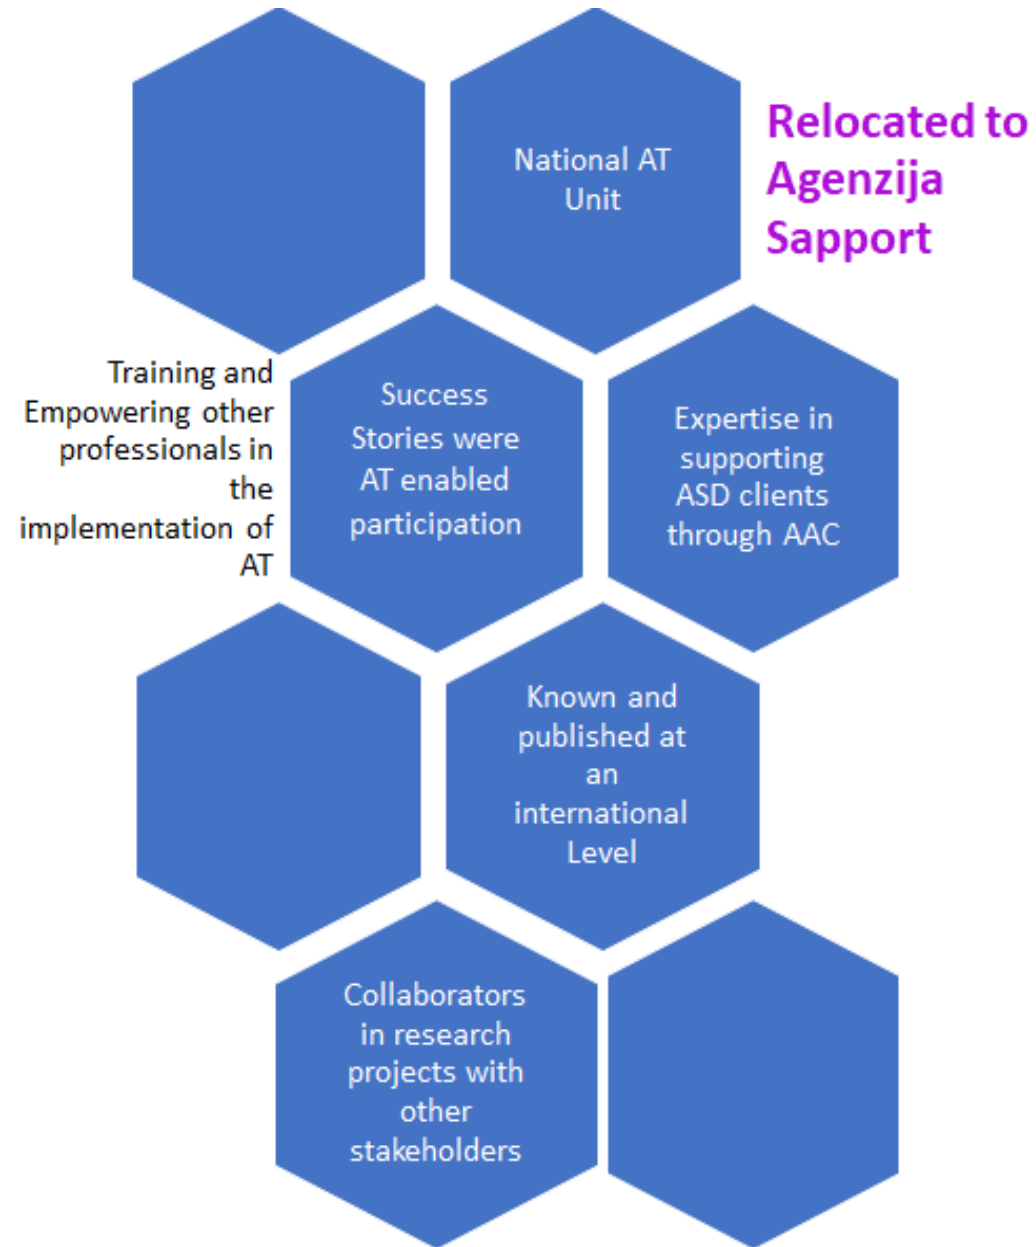 National AT
Unit
Relocated to
Agenzija
Sapport
Training and
Empowering other
professionals in
the
implementation of
AT
Success
Stories were
AT enabled
participation
Expertise in
supporting
ASD clients
through AAC
Known and
published at
an
international
Level
Collaborators
in research
projects with
other
stakeholders